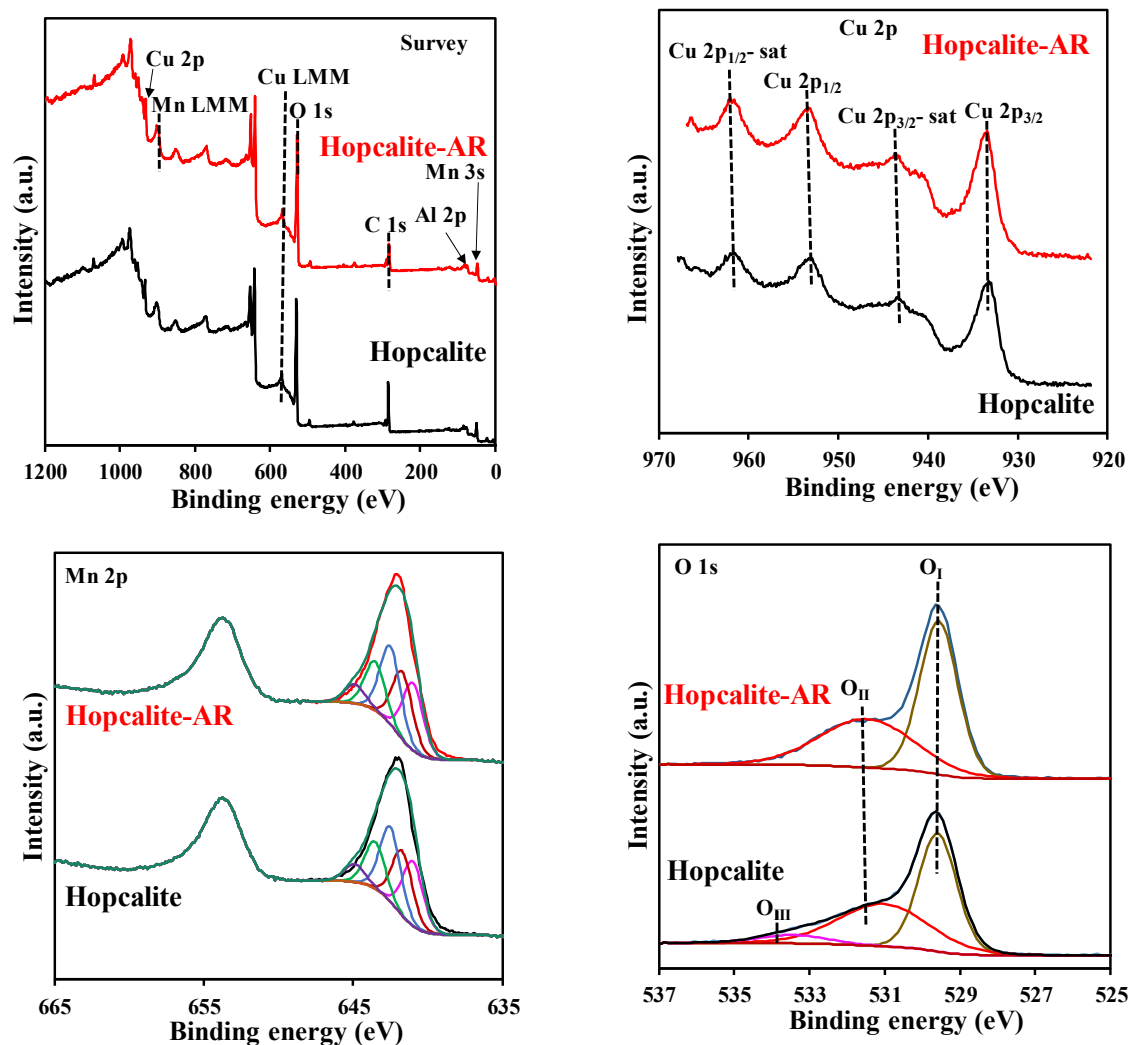 Survey
Cu 2p
Mn LMM
Cu LMM
O 1s
Hopcalite-AR
Mn 3s
Al 2p
C 1s
Hopcalite
Intensity (a.u.)
1200 1000 800 600 400 200 0
Binding energy (eV)
Cu 2p
Hopcalite-AR
Cu 2p1/2- sat
Cu 2p1/2
Cu 2p3/2- sat
Cu 2p3/2
Hopcalite
Intensity (a.u.)
970 960 950 940 930 920
Binding energy (eV)
Mn 2p
Hopcalite-AR
Hopcalite
Intensity (a.u.)
665 655 645 635
Binding energy (eV)
O 1s
OI
Hopcalite-AR
OII
Hopcalite
OIII
Intensity (a.u.)
537 535 533 531 529 527 525
Binding energy (eV)